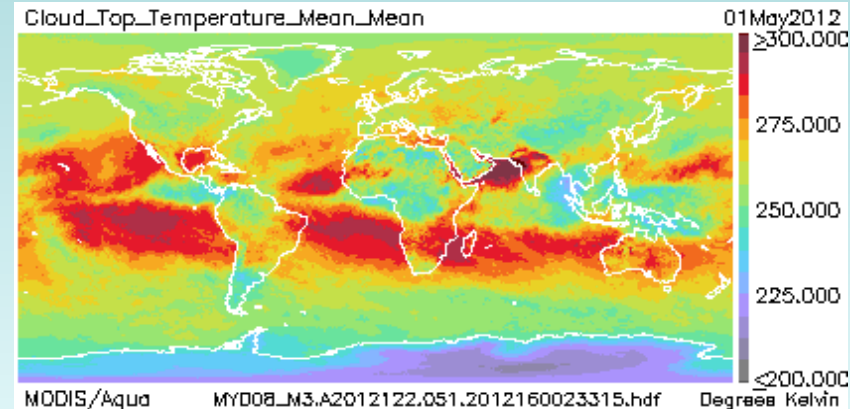 Cloud_Top_Temperature_Mean_Mean 01May2012
≥300.000
275.000
250.000
225.000
≤200.000
MODIS/Aqua MYD08_M3.A2012122.051.2012160023315.hdf Degrees Kelvin